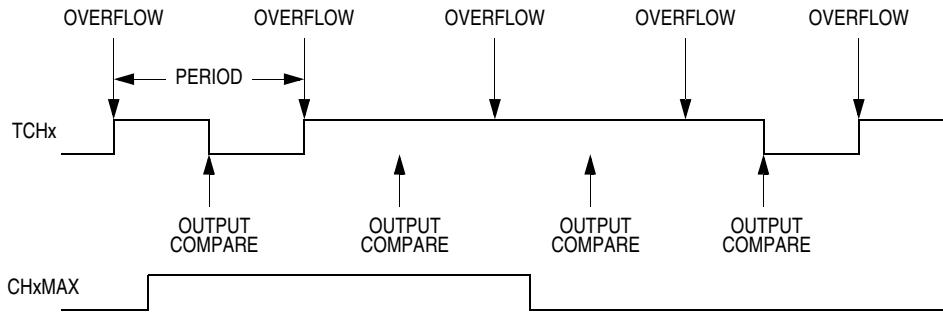 OVERFLOW OVERFLOW OVERFLOW OVERFLOW OVERFLOW
PERIOD
TCHx
OUTPUT COMPARE
OUTPUT COMPARE
OUTPUT COMPARE
OUTPUT COMPARE
CHxMAX